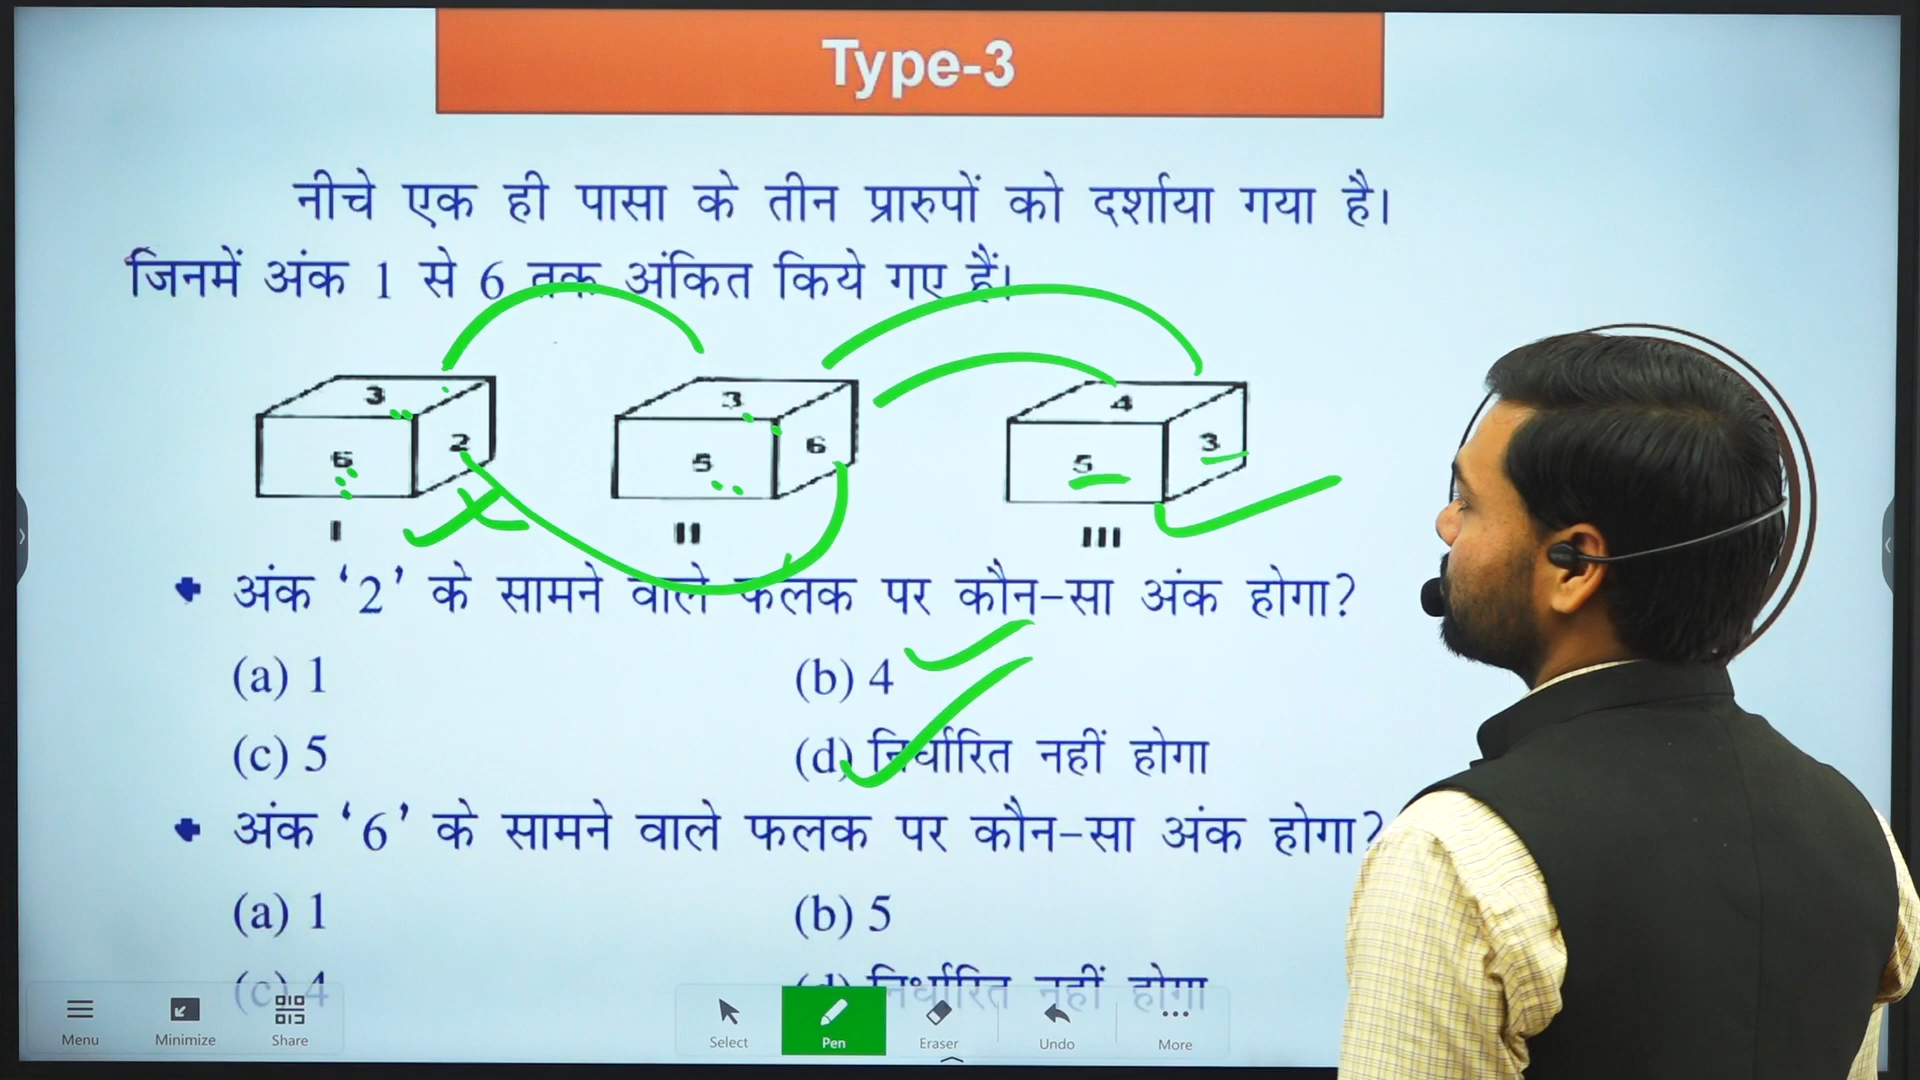 Type-3
नीचे एक ही पासा के तीन प्रारुपों को दर्शाया गया है।
जिनमें अंक 1 से 6 तक अंकित किये गए हैं।
3 3 4
6 2 5 6 5 3
I II III
अंक ‘2’ के सामने वाले फलक पर कौन-सा अंक होगा?
(a) 1 (b) 4
(c) 5 (d) निर्धारित नहीं होगा
अंक ‘6’ के सामने वाले फलक पर कौन-सा अंक होगा?
(a) 1 (b) 5
(c) 4 (d) निर्धारित नहीं होगा
Menu Minimize Share Select Pen Eraser Undo More